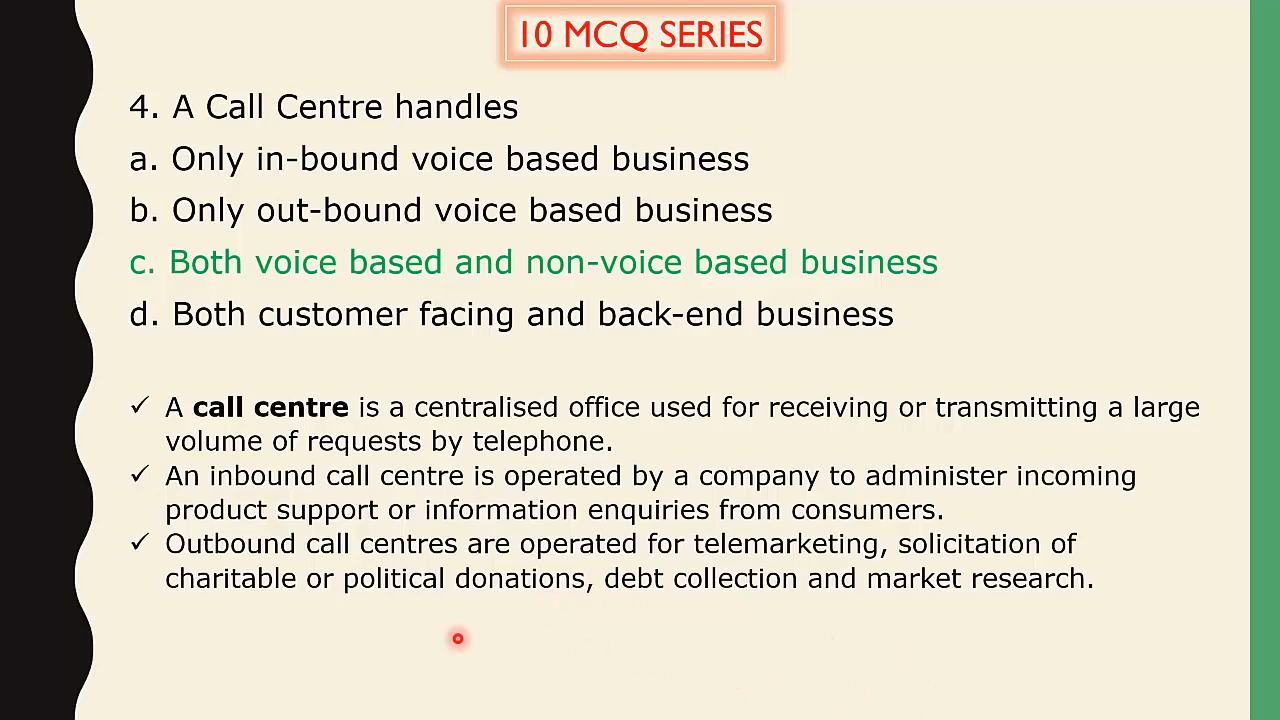 10 MCQ SERIES
4. A Call Centre handles
a. Only in-bound voice based business
b. Only out-bound voice based business
c. Both voice based and non-voice based business
d. Both customer facing and back-end business
✓ A call centre is a centralised office used for receiving or transmitting a large
volume of requests by telephone.
✓ An inbound call centre is operated by a company to administer incoming
product support or information enquiries from consumers.
✓ Outbound call centres are operated for telemarketing, solicitation of
charitable or political donations, debt collection and market research.